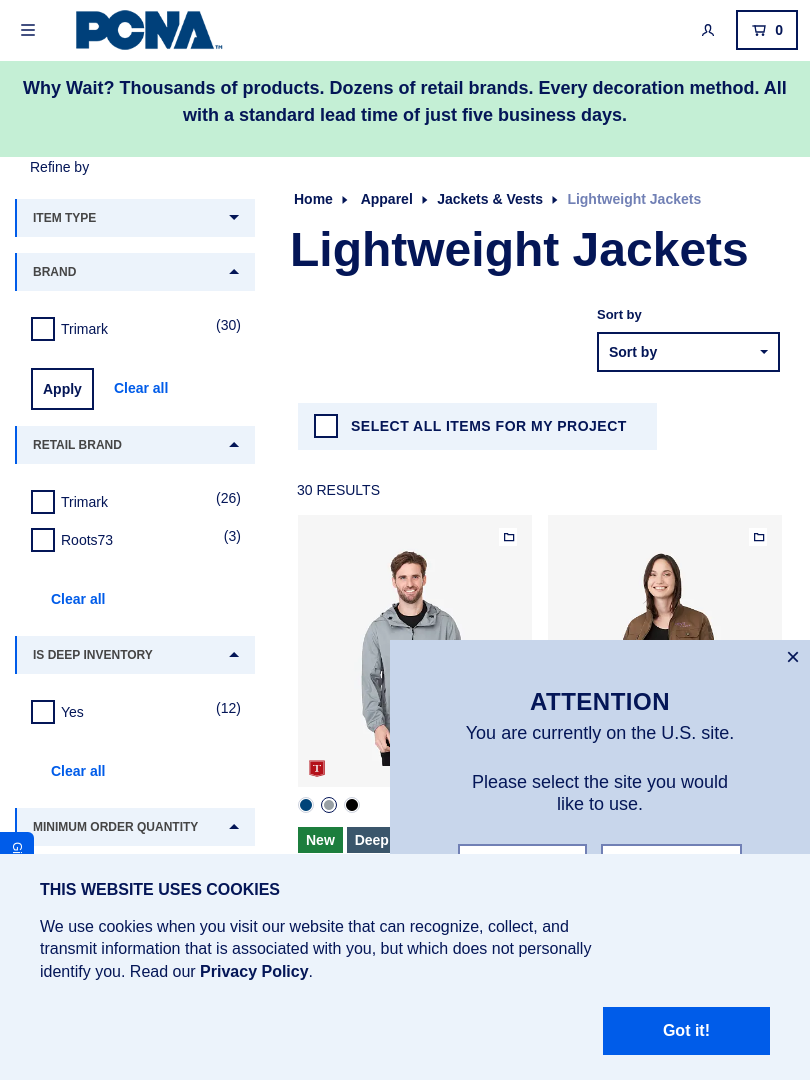 PCNA™
0
Why Wait? Thousands of products. Dozens of retail brands. Every decoration method. All
with a standard lead time of just five business days.
Refine by
Home Apparel Jackets & Vests Lightweight Jackets
Lightweight Jackets
ITEM TYPE
BRAND
Trimark (30)
Apply Clear all
RETAIL BRAND
Trimark (26)
Roots73 (3)
Clear all
IS DEEP INVENTORY
Yes (12)
Clear all
MINIMUM ORDER QUANTITY
Sort by
Sort by
SELECT ALL ITEMS FOR MY PROJECT
30 RESULTS
T
New Deep
×
ATTENTION
You are currently on the U.S. site.
Please select the site you would
like to use.
THIS WEBSITE USES COOKIES
We use cookies when you visit our website that can recognize, collect, and
transmit information that is associated with you, but which does not personally
identify you. Read our Privacy Policy.
Got it!